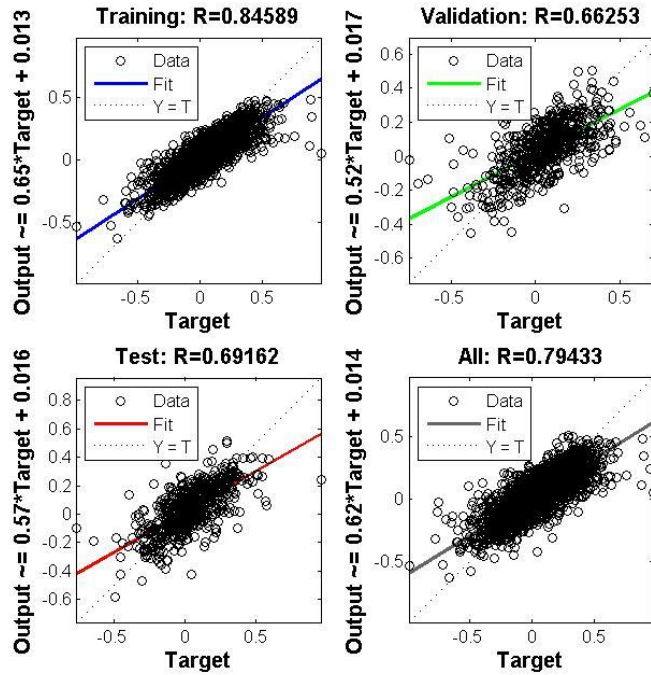 Training: R=0.84589
Output ~= 0.65*Target + 0.013
Data
Fit
Y = T
0.5
0
-0.5
-0.5
0
0.5
Target
Validation: R=0.66253
Output ~= 0.52*Target + 0.017
Data
Fit
Y = T
0.6
0.4
0.2
0
-0.2
-0.4
-0.6
-0.5
0
0.5
Target
Test: R=0.69162
Output ~= 0.57*Target + 0.016
Data
Fit
Y = T
0.8
0.6
0.4
0.2
0
-0.2
-0.4
-0.6
-0.5
0
0.5
Target
All: R=0.79433
Output ~= 0.62*Target + 0.014
Data
Fit
Y = T
0.5
0
-0.5
-0.5
0
0.5
Target